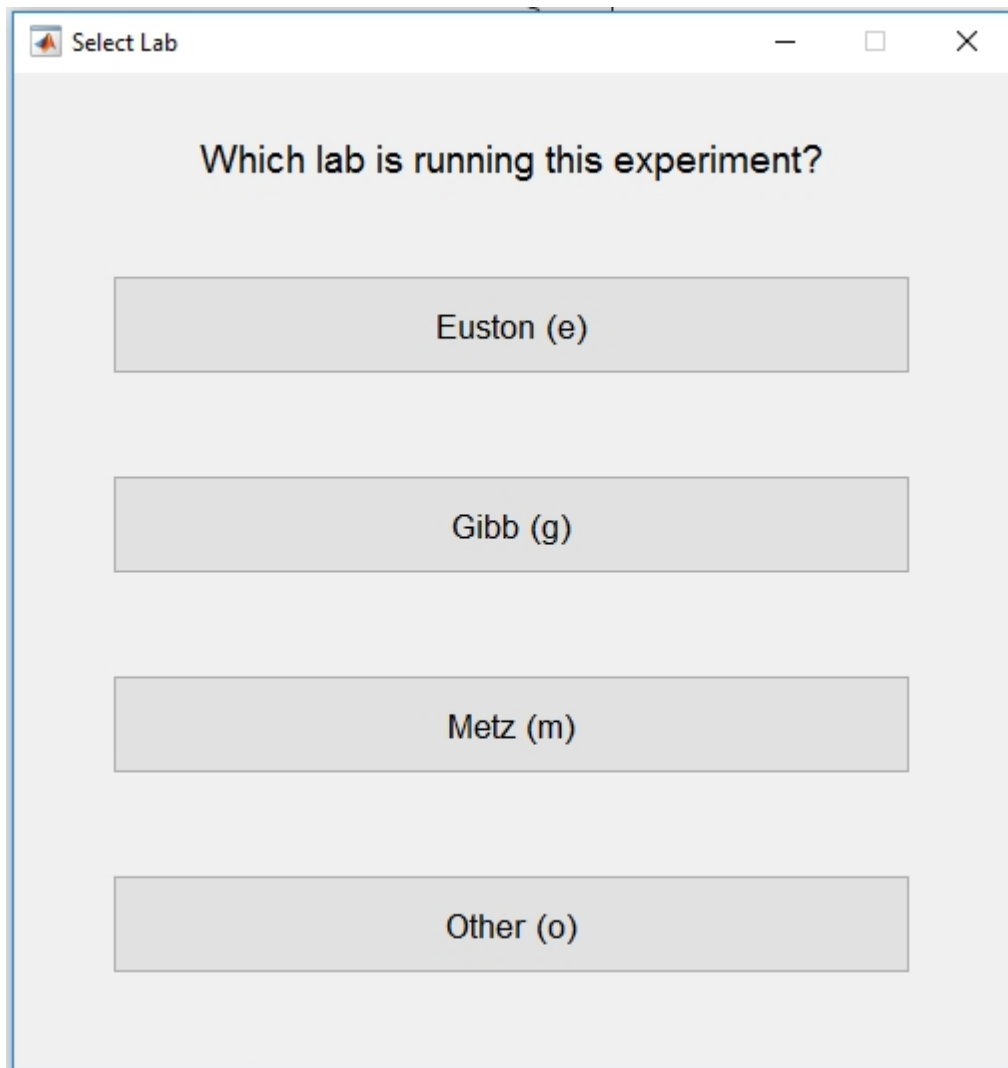 Select Lab
Which lab is running this experiment?
Euston (e)
Gibb (g)
Metz (m)
Other (o)